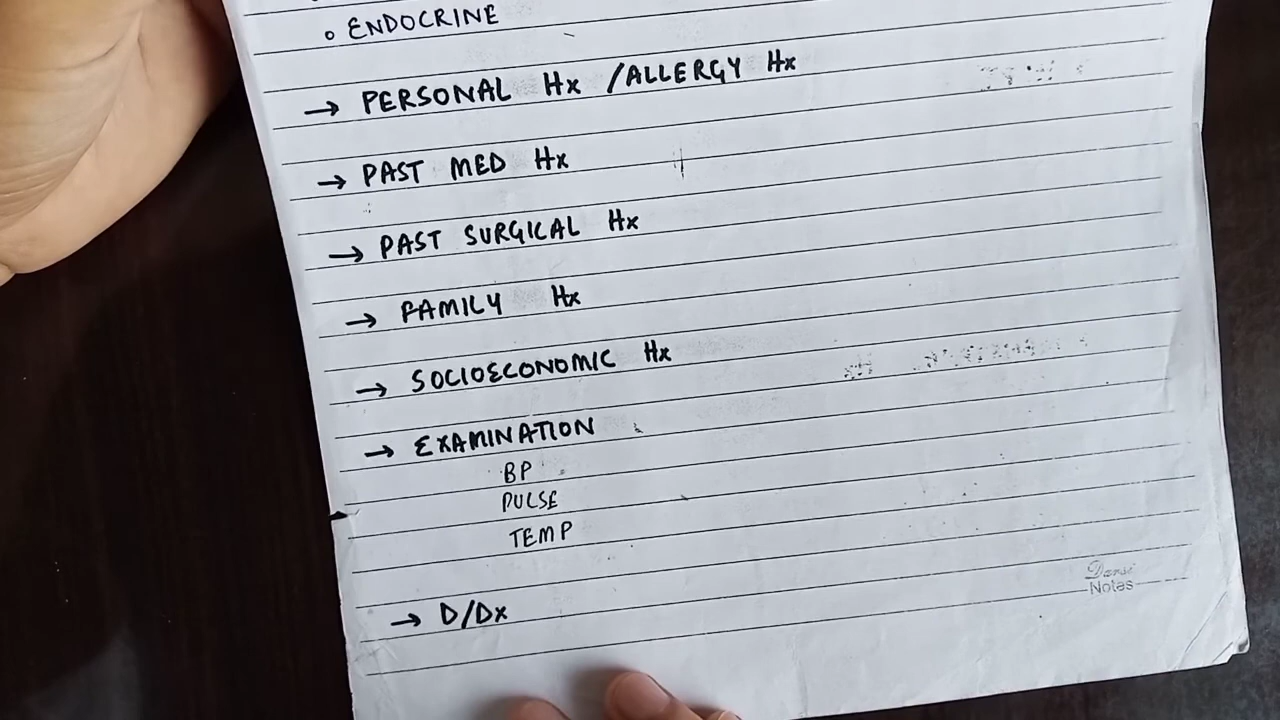 o ENDOCRINE
→ PERSONAL Hx /ALLERGY Hx
→ PAST MED Hx
→ PAST SURGICAL Hx
→ FAMILY Hx
→ SOCIOECONOMIC Hx
→ EXAMINATION
BP
PULSE
TEMP
→ D/Dx
Notes